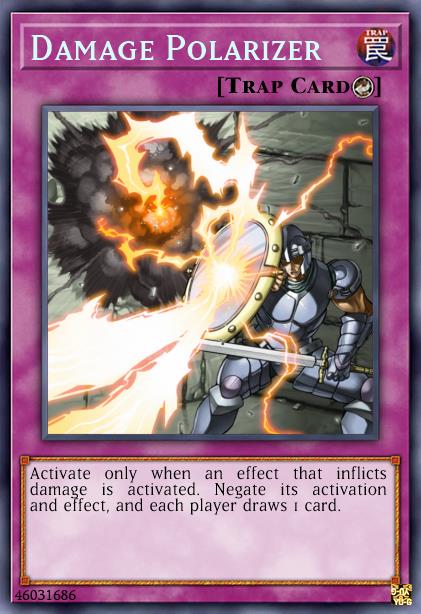 Damage Polarizer
TRAP
罠
[Trap Card]
Activate only when an effect that inflicts
damage is activated. Negate its activation
and effect, and each player draws 1 card.
46031686